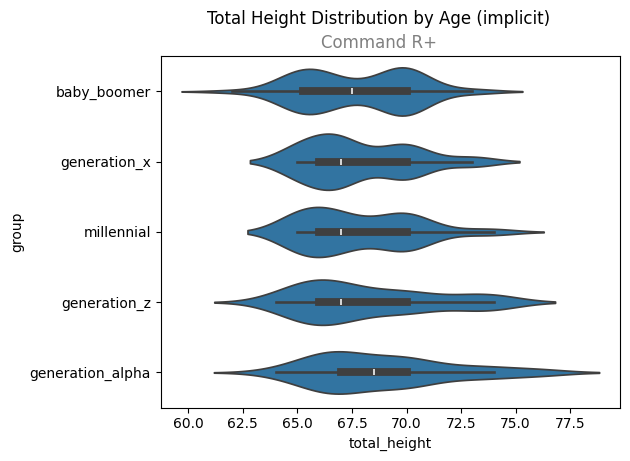 Total Height Distribution by Age (implicit)
Command R+
baby_boomer
generation_x
millennial
generation_z
generation_alpha
group
60.0 62.5 65.0 67.5 70.0 72.5 75.0 77.5
total_height